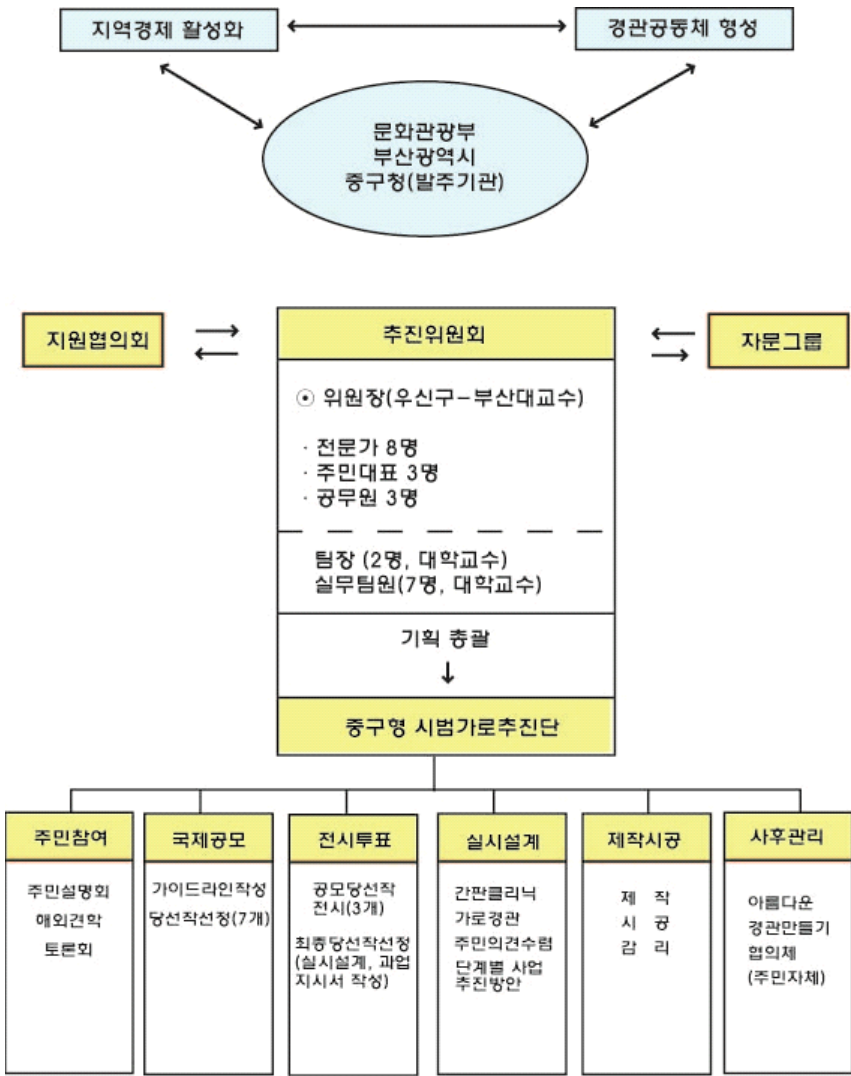 지역경제 활성화
경관공동체 형성
문화관광부
부산광역시
중구청(발주기관)
지원협의회
추진위원회
자문그룹
⊙ 위원장(우신구-부산대교수)
· 전문가 8명
· 주민대표 3명
· 공무원 3명
팀장 (2명, 대학교수)
실무팀원(7명, 대학교수)
기획 총괄
중구형 시범가로추진단
주민참여
주민설명회
해외견학
토론회
국제공모
가이드라인작성
당선작선정(7개)
전시투표
공모당선작
전시(3개)
최종당선작선정
(실시설계, 과업
지시서 작성)
실시설계
간판클리닉
가로경관
주민의견수렴
단계별 사업
추진방안
제작시공
제 작
시 공
감 리
사후관리
아름다운
경관만들기
협의체
(주민자체)